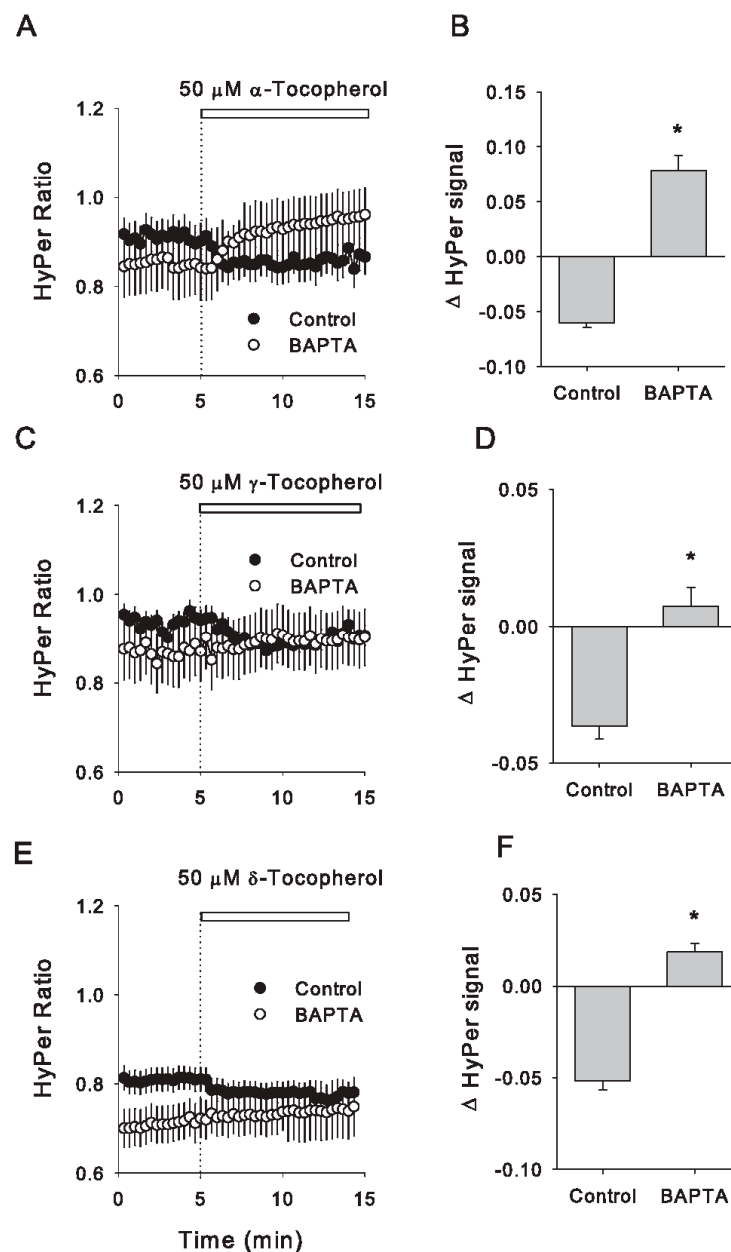 A
B
50 μM α-Tocopherol
1.2
1.0
0.8
0.6
HyPer Ratio
Control
BAPTA
0
5
10
15
0.15
0.10
0.05
0.00
-0.05
-0.10
Δ HyPer signal
*
Control
BAPTA
C
D
50 μM γ-Tocopherol
1.2
1.0
0.8
0.6
HyPer Ratio
Control
BAPTA
0
5
10
15
0.05
0.00
-0.05
Δ HyPer signal
*
Control
BAPTA
E
F
50 μM δ-Tocopherol
1.2
1.0
0.8
0.6
HyPer Ratio
Control
BAPTA
0
5
10
15
Time (min)
0.05
0.00
-0.05
-0.10
Δ HyPer signal
*
Control
BAPTA